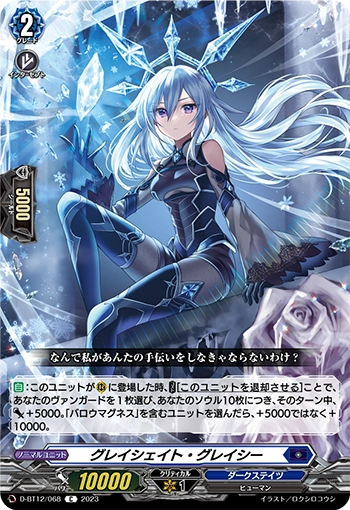 2
グレード
インターセプト
5000
シールド
なんで私があんたの手伝いをしなきゃならないわけ？
自:このユニットがRに登場した時、[このユニットを退却させる]ことで、
あなたのヴァンガードを1枚選び、あなたのソウル10枚につき、そのターン中、
+5000。「バロウマグネス」を含むユニットを選んだら、+5000ではなく+
10000。
ノーマルユニット
グレイシェイト・グレイシー
パワー 10000
クリティカル
1
ダークステイツ
ヒューマン
D-BT12/068 C 2023
イラスト/ロクシロコウシ